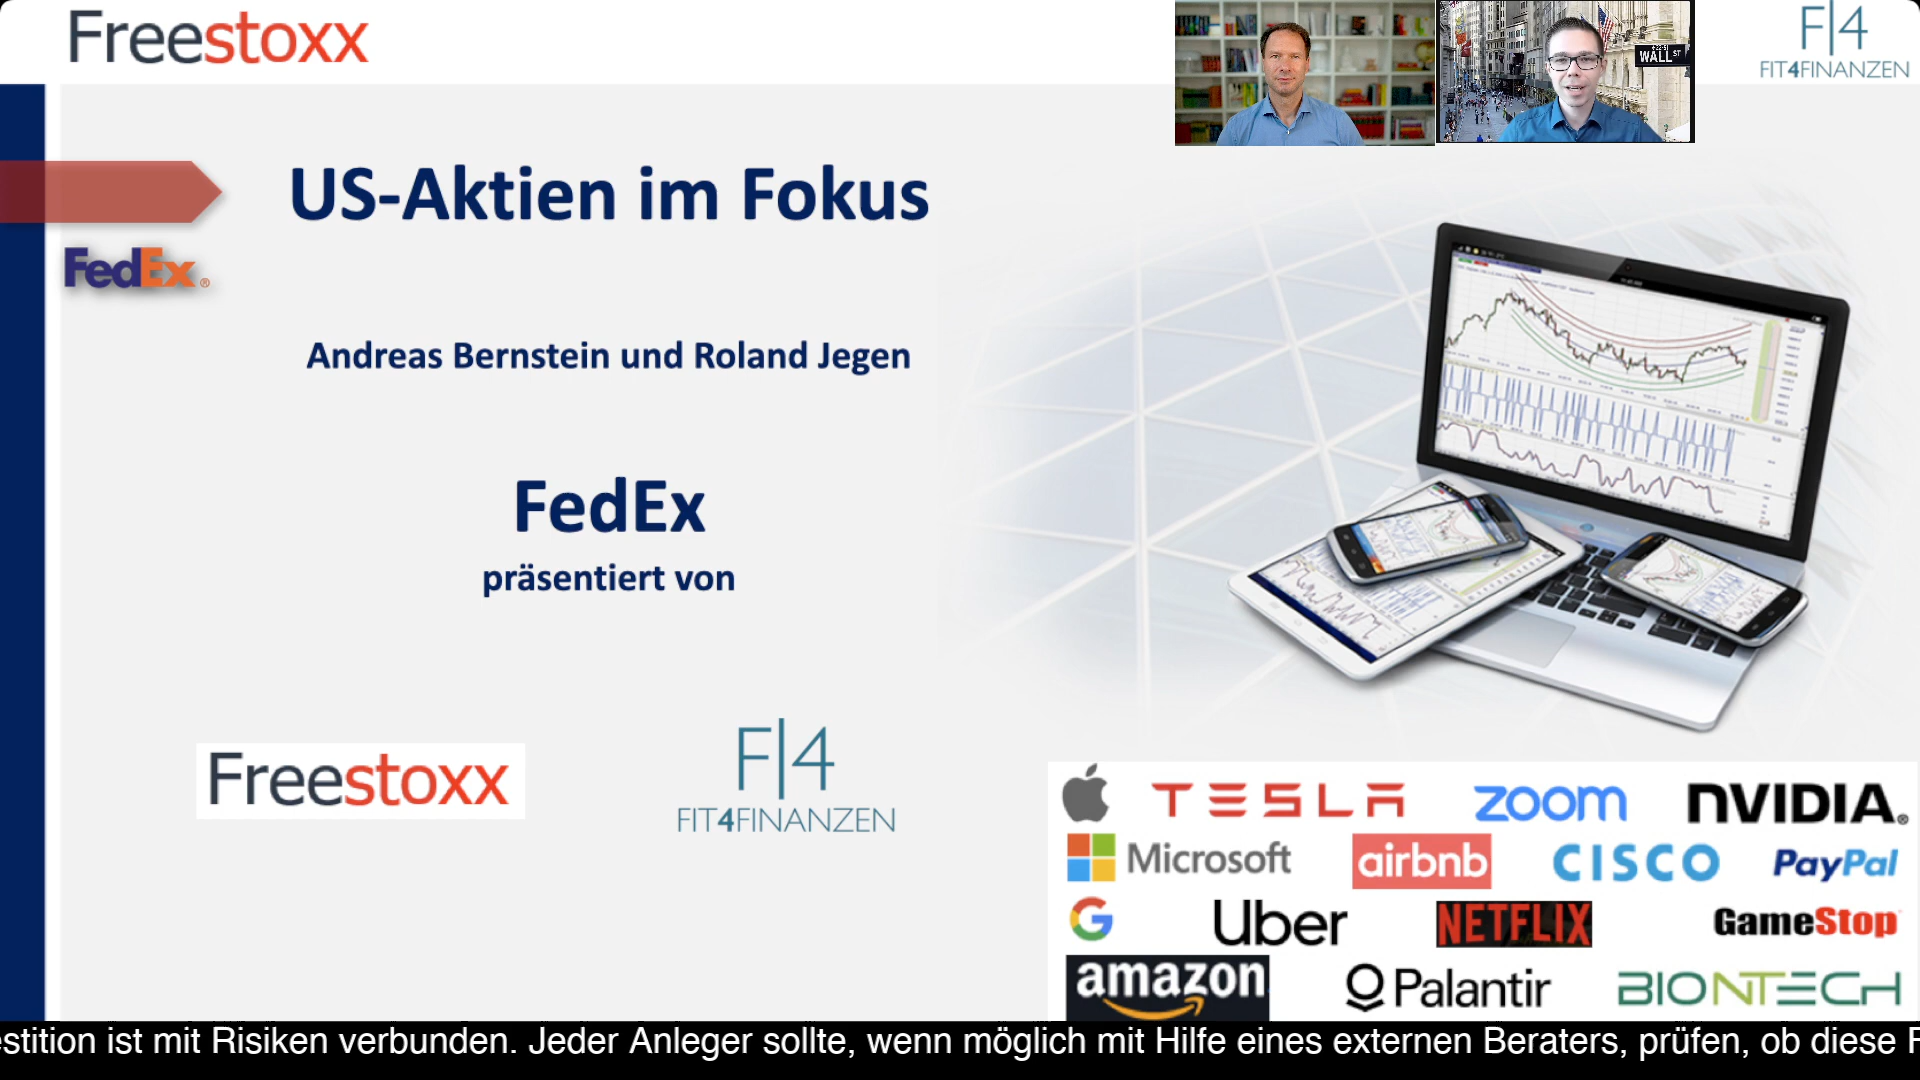 Freestoxx
WALL ST
F|4
FIT4FINANZEN
US-Aktien im Fokus
FedEx®
Andreas Bernstein und Roland Jegen
FedEx
präsentiert von
Freestoxx
F|4
FIT4FINANZEN
TESLA zoom nVIDIA®
Microsoft airbnb CISCO PayPal
G Uber NETFLIX GameStop
amazon Palantir BIONTECH
stition ist mit Risiken verbunden. Jeder Anleger sollte, wenn möglich mit Hilfe eines externen Beraters, prüfen, ob diese